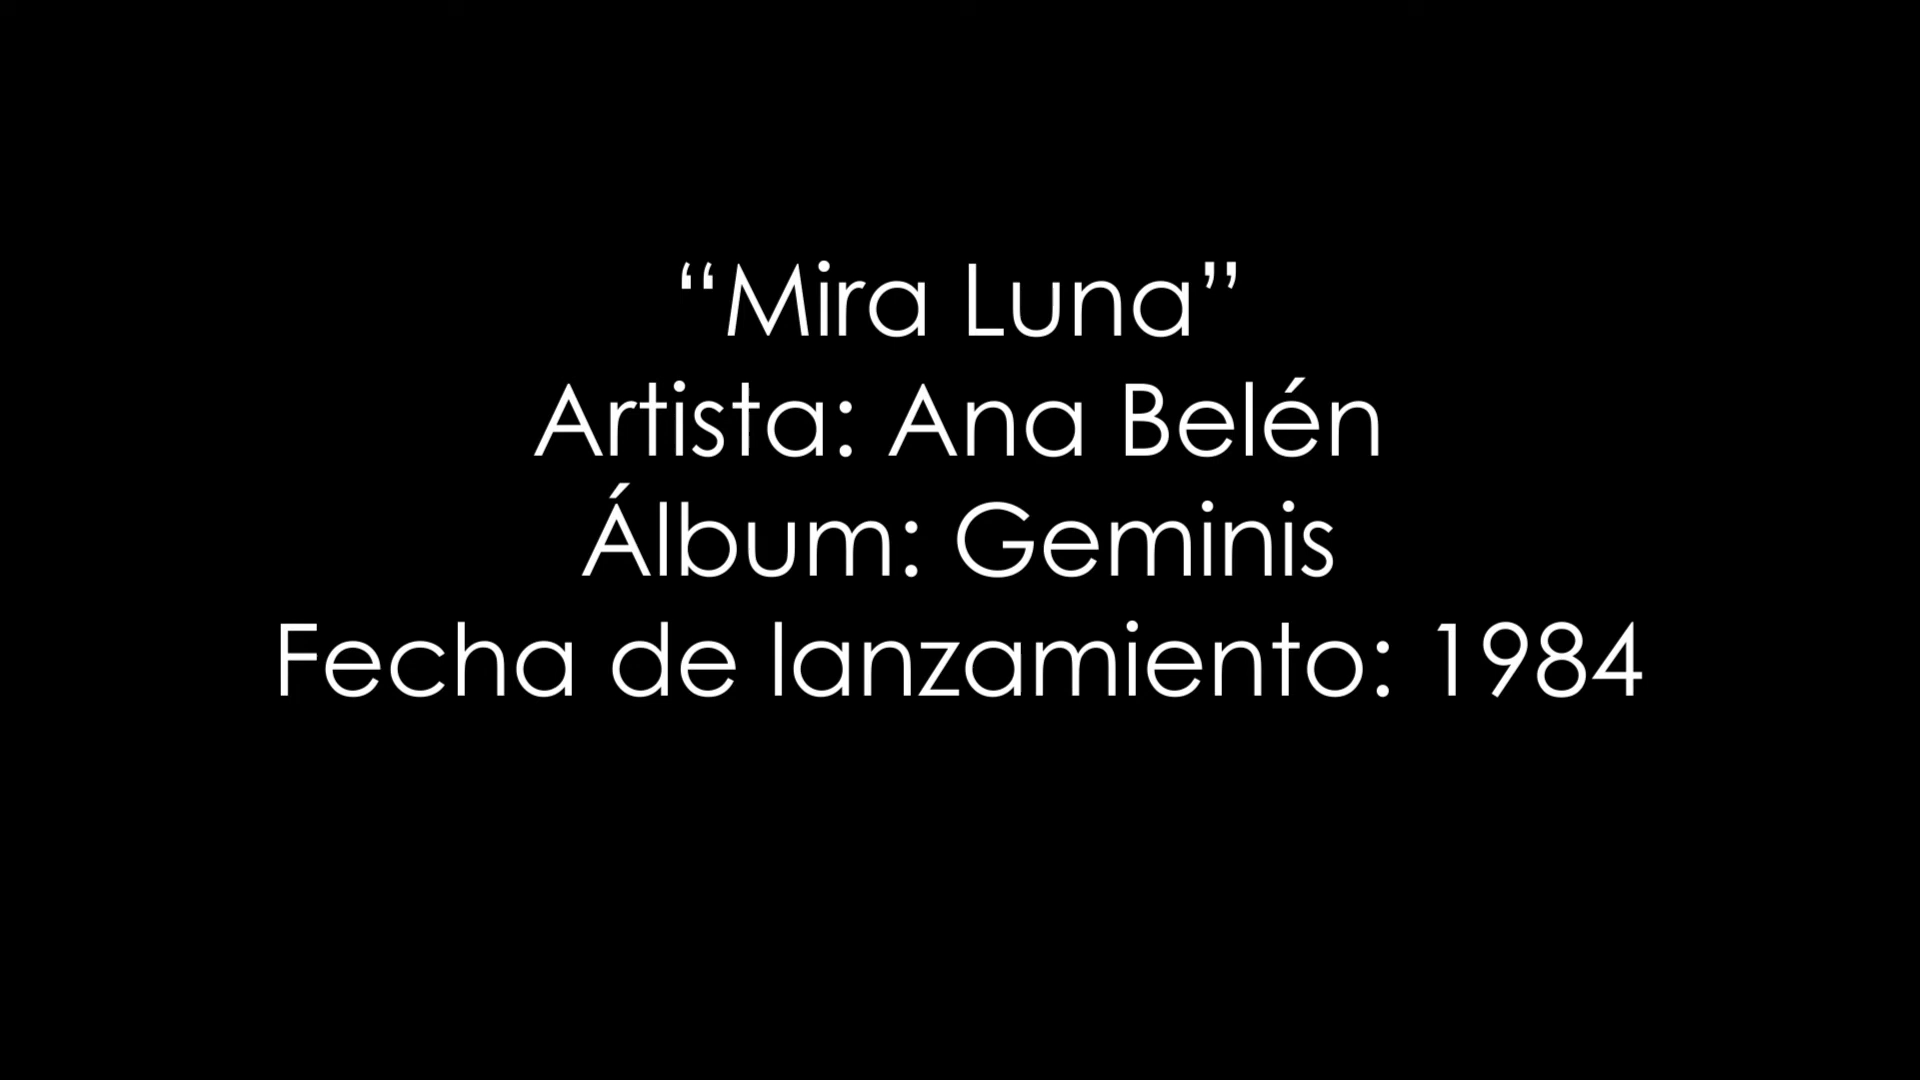 “Mira Luna”
Artista: Ana Belén
Álbum: Geminis
Fecha de lanzamiento: 1984